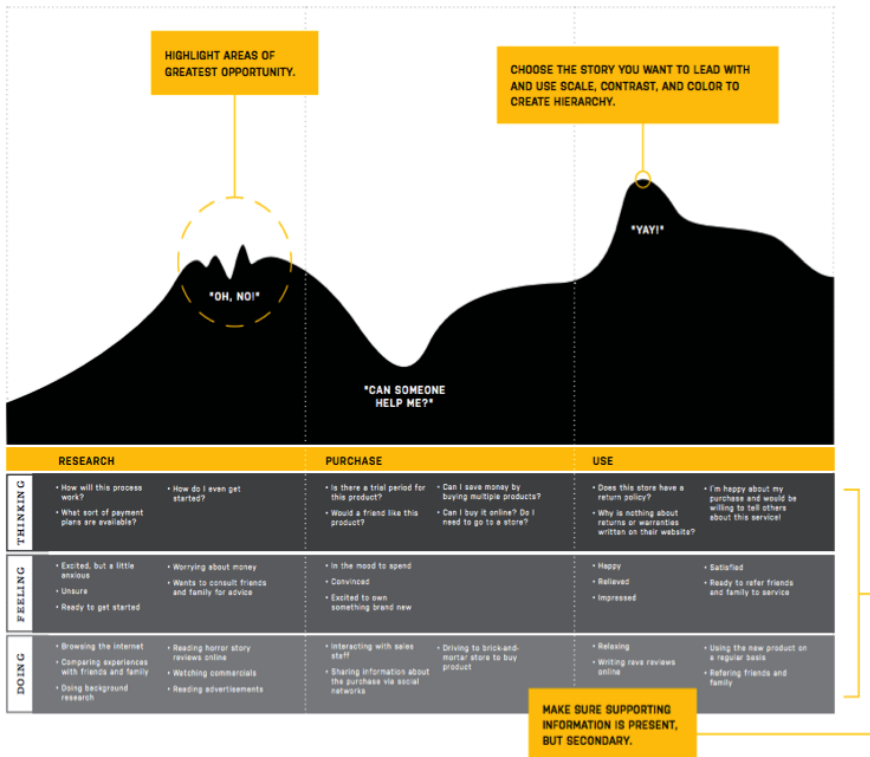 HIGHLIGHT AREAS OF
GREATEST OPPORTUNITY.
CHOOSE THE STORY YOU WANT TO LEAD WITH
AND USE SCALE, CONTRAST, AND COLOR TO
CREATE HIERARCHY.
"OH, NO!"
"CAN SOMEONE
HELP ME?"
"YAY!"
RESEARCH
PURCHASE
USE
THINKING
• How will this process
work?
• What sort of payment
plans are available?
• How do I even get
started?
• Is there a trial period for
this product?
• Would a friend like this
product?
• Can I save money by
buying multiple products?
• Can I buy it online? Do I
need to go to a store?
• Does this store have a
return policy?
• Why is nothing about
returns or warranties
written on their website?
• I'm happy about my
purchase and would be
willing to tell others
about this service!
FEELING
• Excited, but a little
anxious
• Unsure
• Ready to get started
• Worrying about money
• Wants to consult friends
and family for advice
• In the mood to spend
• Convinced
• Excited to own
something brand new
• Happy
• Relieved
• Impressed
• Satisfied
• Ready to refer friends
and family to service
DOING
• Browsing the internet
• Comparing experiences
with friends and family
• Doing background
research
• Reading horror story
reviews online
• Watching commercials
• Reading advertisements
• Interacting with sales
staff
• Sharing information about
the purchase via social
networks
• Driving to brick-and-
mortar store to buy
product
• Relaxing
• Writing rave reviews
online
• Using the new product on
a regular basis
• Refering friends and
family
MAKE SURE SUPPORTING
INFORMATION IS PRESENT,
BUT SECONDARY.